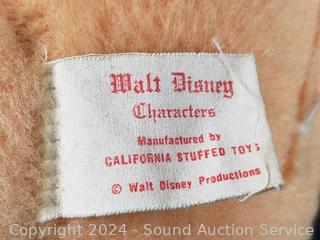 Walt Disney
Characters
Manufactured by
CALIFORNIA STUFFED TOYS
© Walt Disney Productions
Copyright 2024 - Sound Auction Service